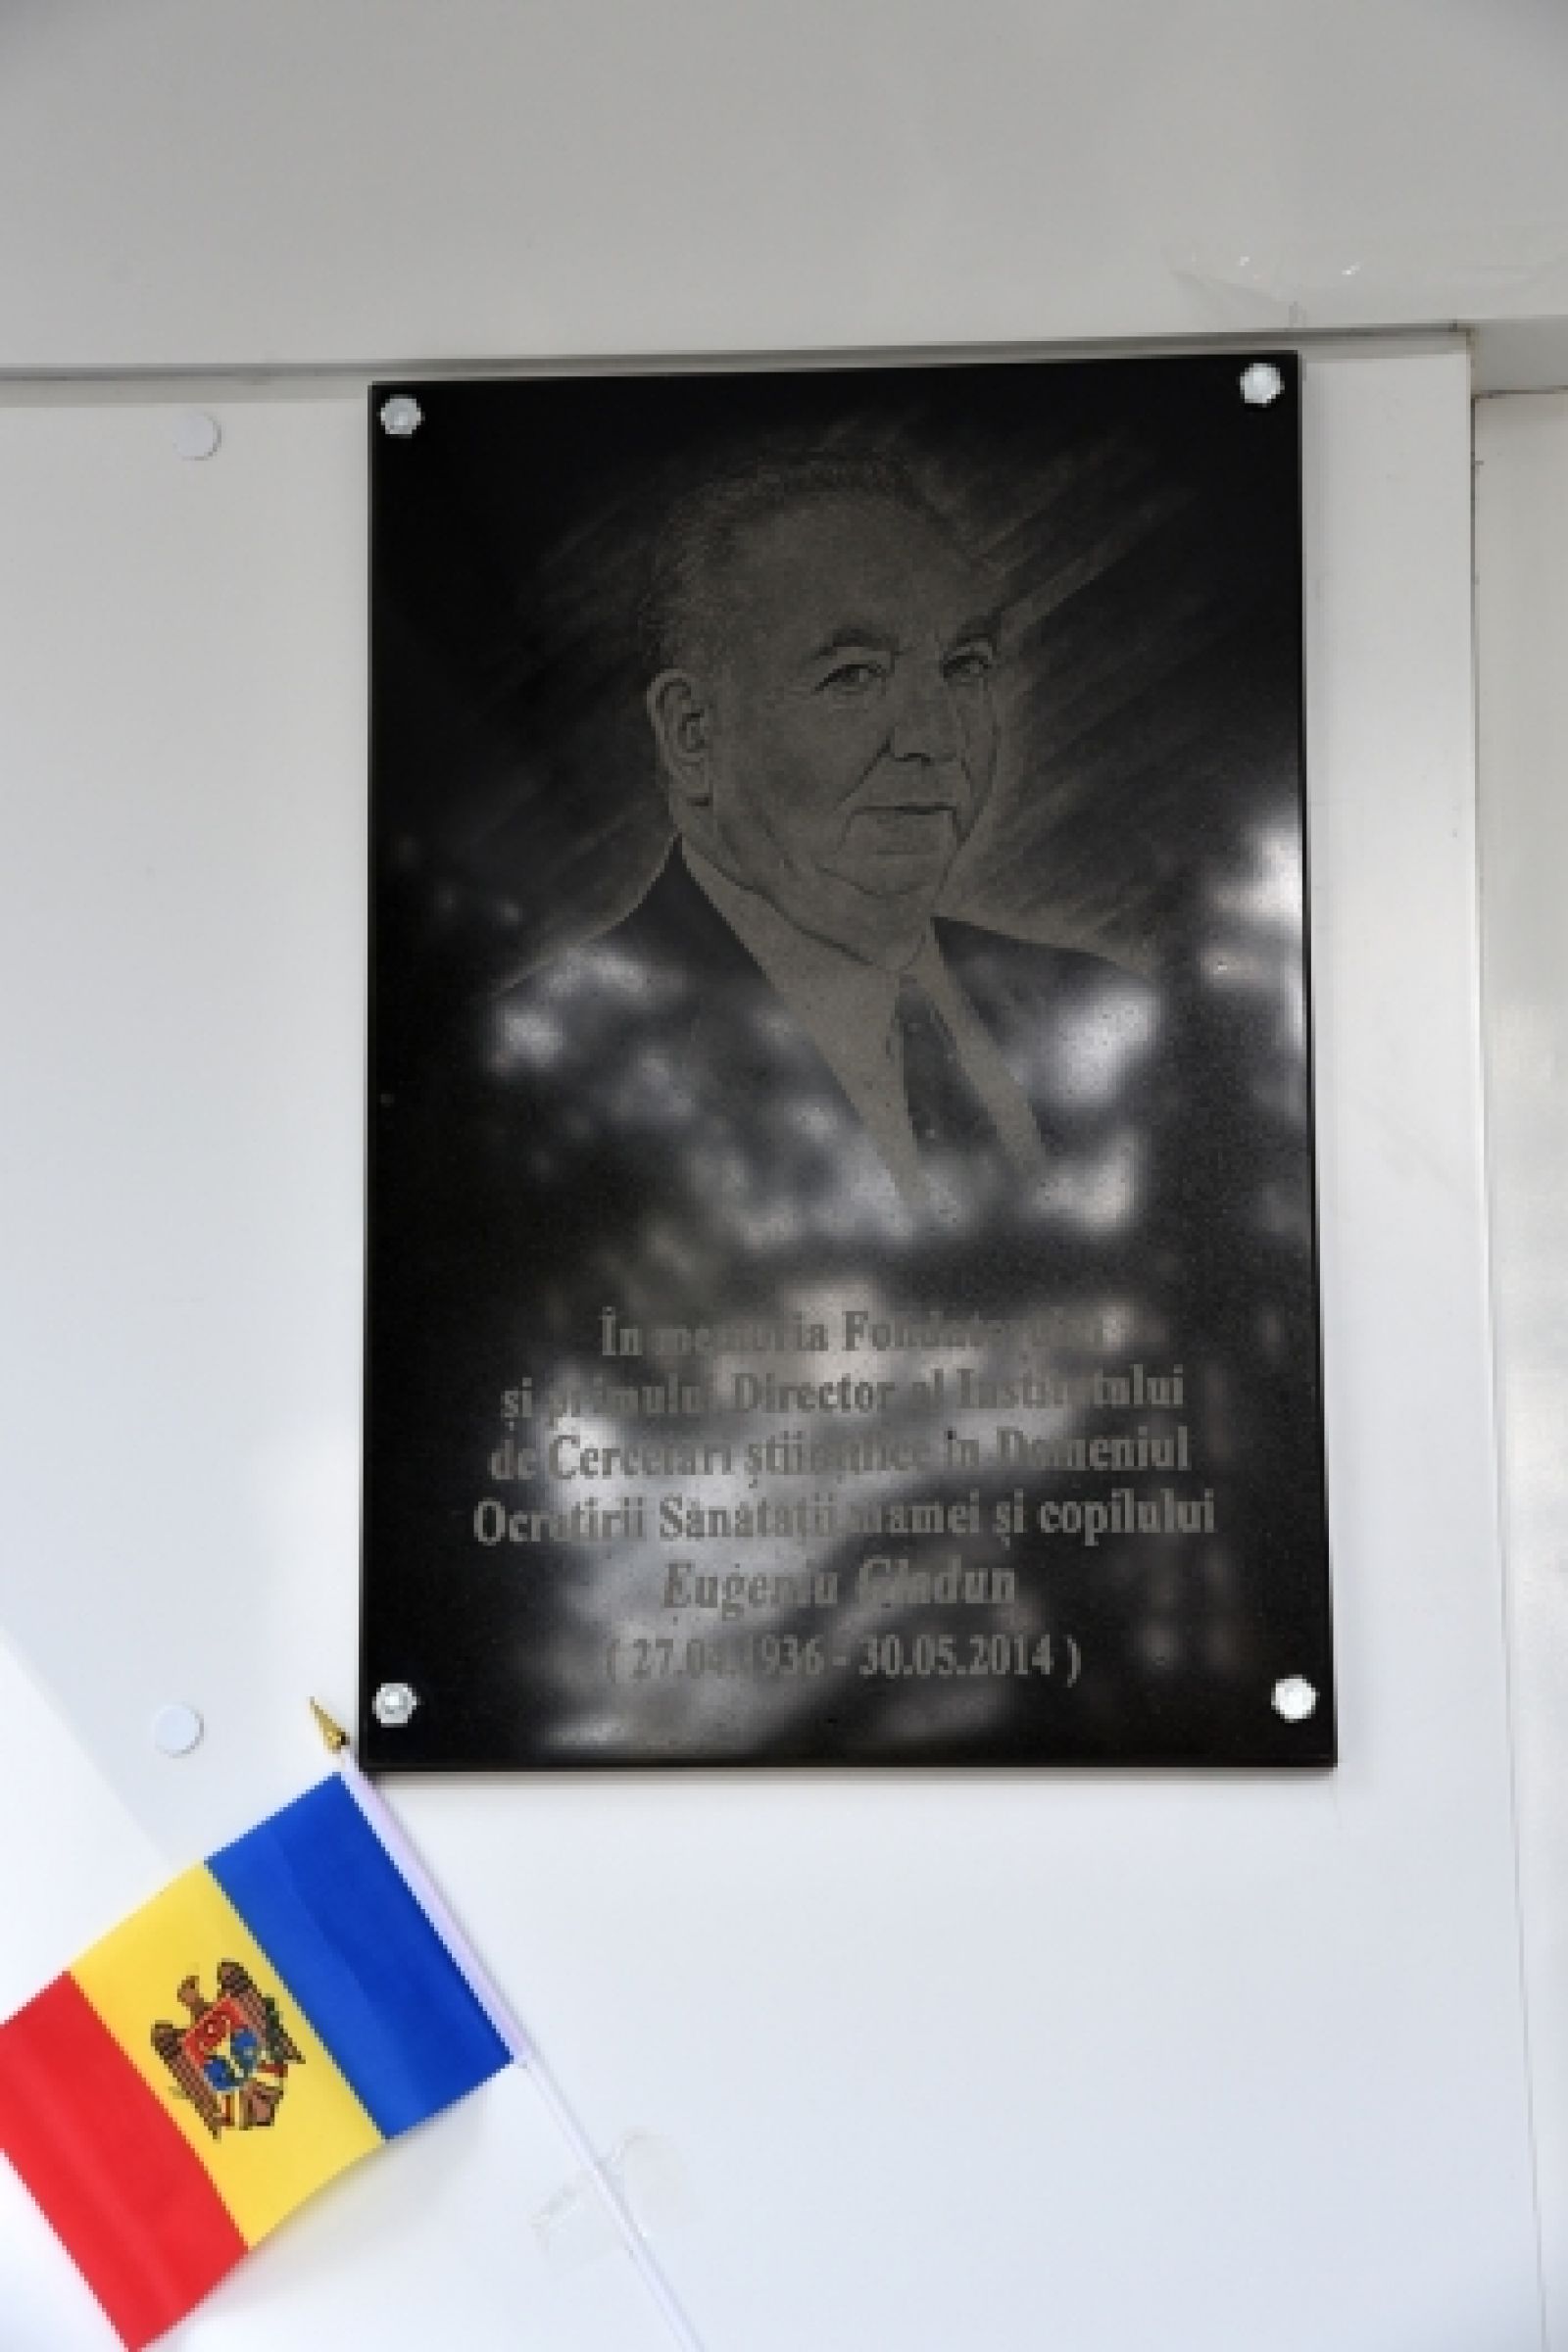 În memoria Fondatorului
și primului Director al Institutului
de Cercetări științifice în Domeniul
Ocrotirii Sănătații mamei și copilului
Eugeniu Gladun
( 27.04.1936 - 30.05.2014 )